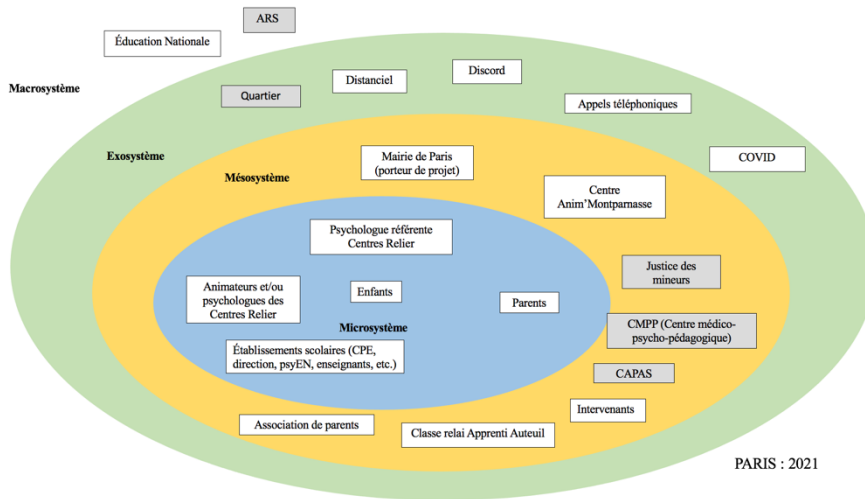 ARS
Éducation Nationale
Discord
Distanciel
Macrosystème
Quartier
Appels téléphoniques
Exosystème
COVID
Mairie de Paris
(porteur de projet)
Mésosystème
Centre
Anim’Montparnasse
Psychologue référente
Centres Relier
Justice des
mineurs
Animateurs et/ou
psychologues des
Centres Relier
Enfants
Parents
Microsystème
CMPP (Centre médico-
psycho-pédagogique)
Établissements scolaires (CPE,
direction, psyEN, enseignants, etc.)
CAPAS
Intervenants
Association de parents
Classe relai Apprenti Auteuil
PARIS : 2021